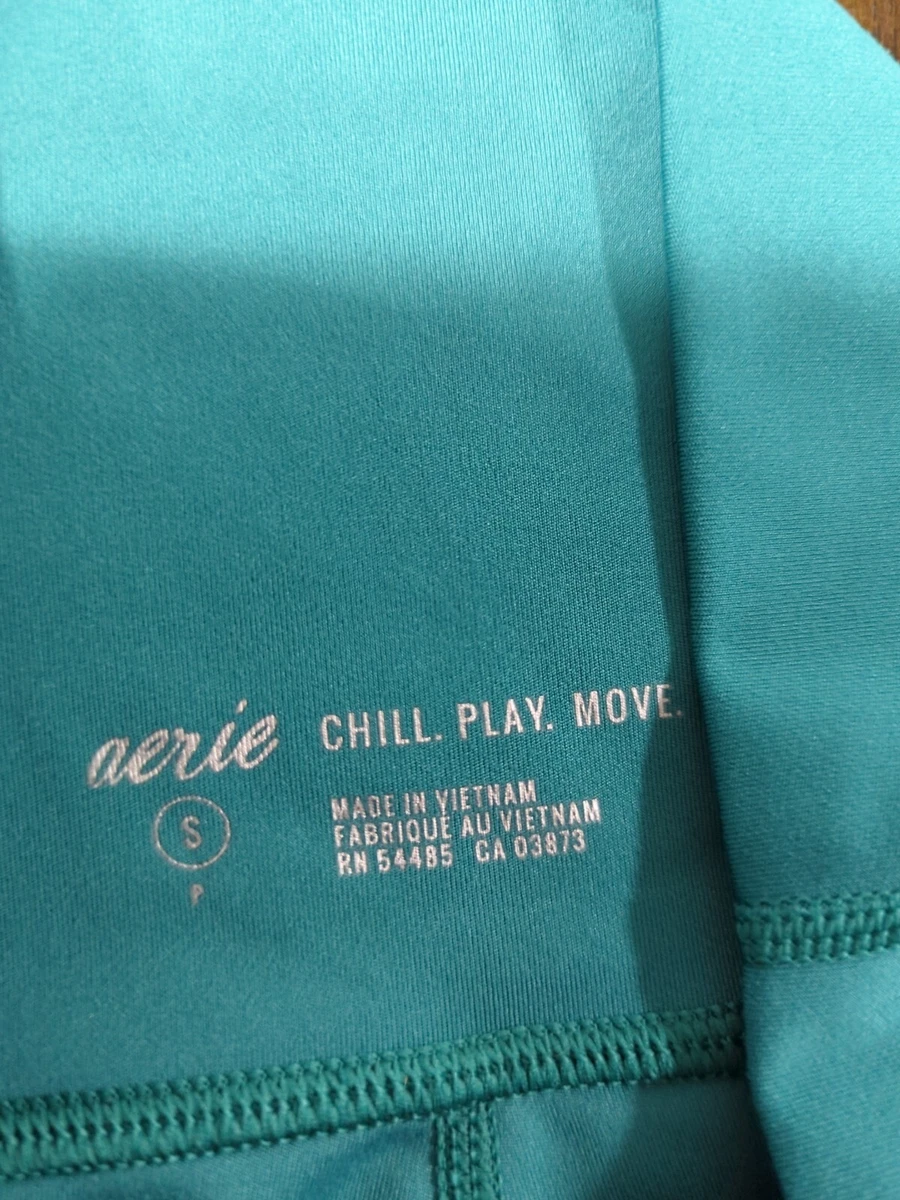 aerie CHILL. PLAY. MOVE.
S
P
MADE IN VIETNAM
FABRIQUÉ AU VIETNAM
RN 54485 CA 03873